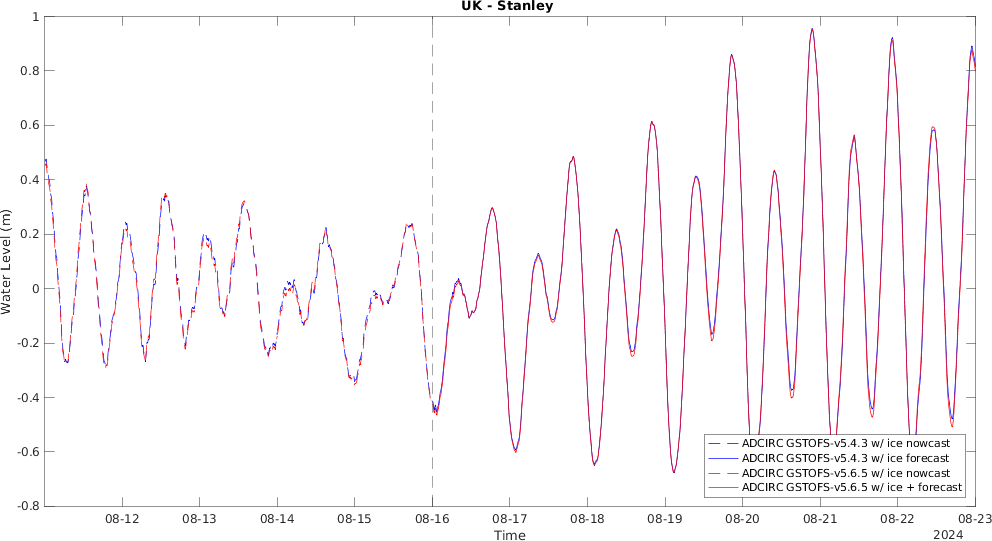 UK - Stanley
1
0.8
0.6
0.4
0.2
0
-0.2
-0.4
-0.6
-0.8
Water Level (m)
ADCIRC GSTOFS-v5.4.3 w/ ice nowcast
ADCIRC GSTOFS-v5.4.3 w/ ice forecast
ADCIRC GSTOFS-v5.6.5 w/ ice nowcast
ADCIRC GSTOFS-v5.6.5 w/ ice + forecast
08-12 08-13 08-14 08-15 08-16 08-17 08-18 08-19 08-20 08-21 08-22 08-23
Time
2024